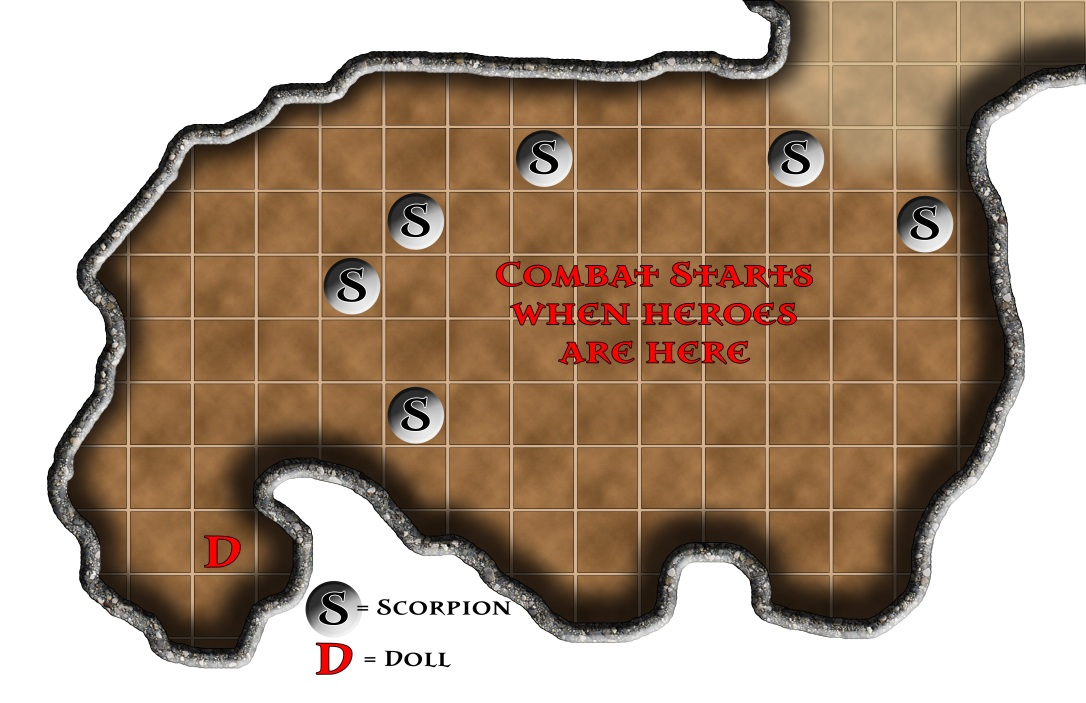 S
S
S
S
S
Combat Starts
when heroes
are here
S
D
S = Scorpion
D = Doll